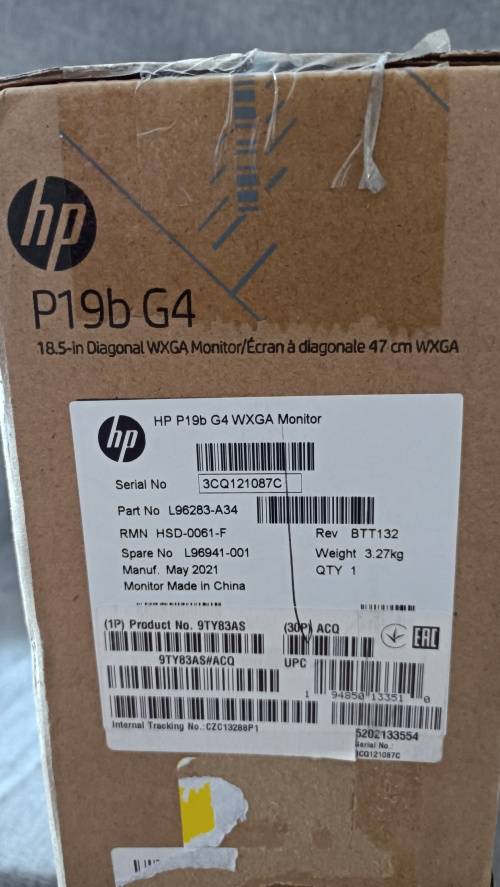 hp
P19b G4
18.5-in Diagonal WXGA Monitor/Écran à diagonale 47 cm WXGA
hp HP P19b G4 WXGA Monitor
Serial No 3CQ121087C
Part No L96283-A34
RMN HSD-0061-F Rev BTT132
Spare No L96941-001 Weight 3.27kg
Manuf. May 2021 QTY 1
Monitor Made in China
(1P) Product No. 9TY83AS (30P) ACQ EAC
9TY83AS#ACQ UPC
1 94850 13351 0
Internal Tracking No.:CZC13288P1 5202133554
Serial No.:
3CQ121087C